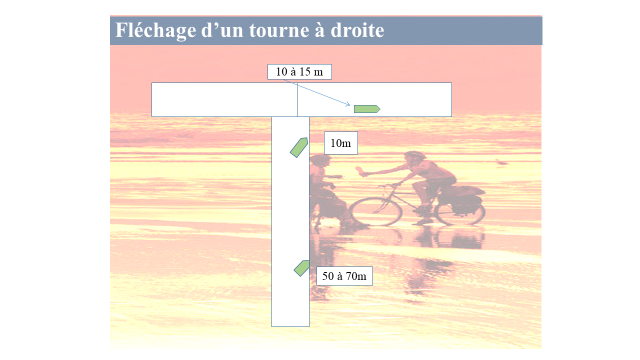 Fléchage d’un tourne à droite
10 à 15 m
10m
50 à 70m